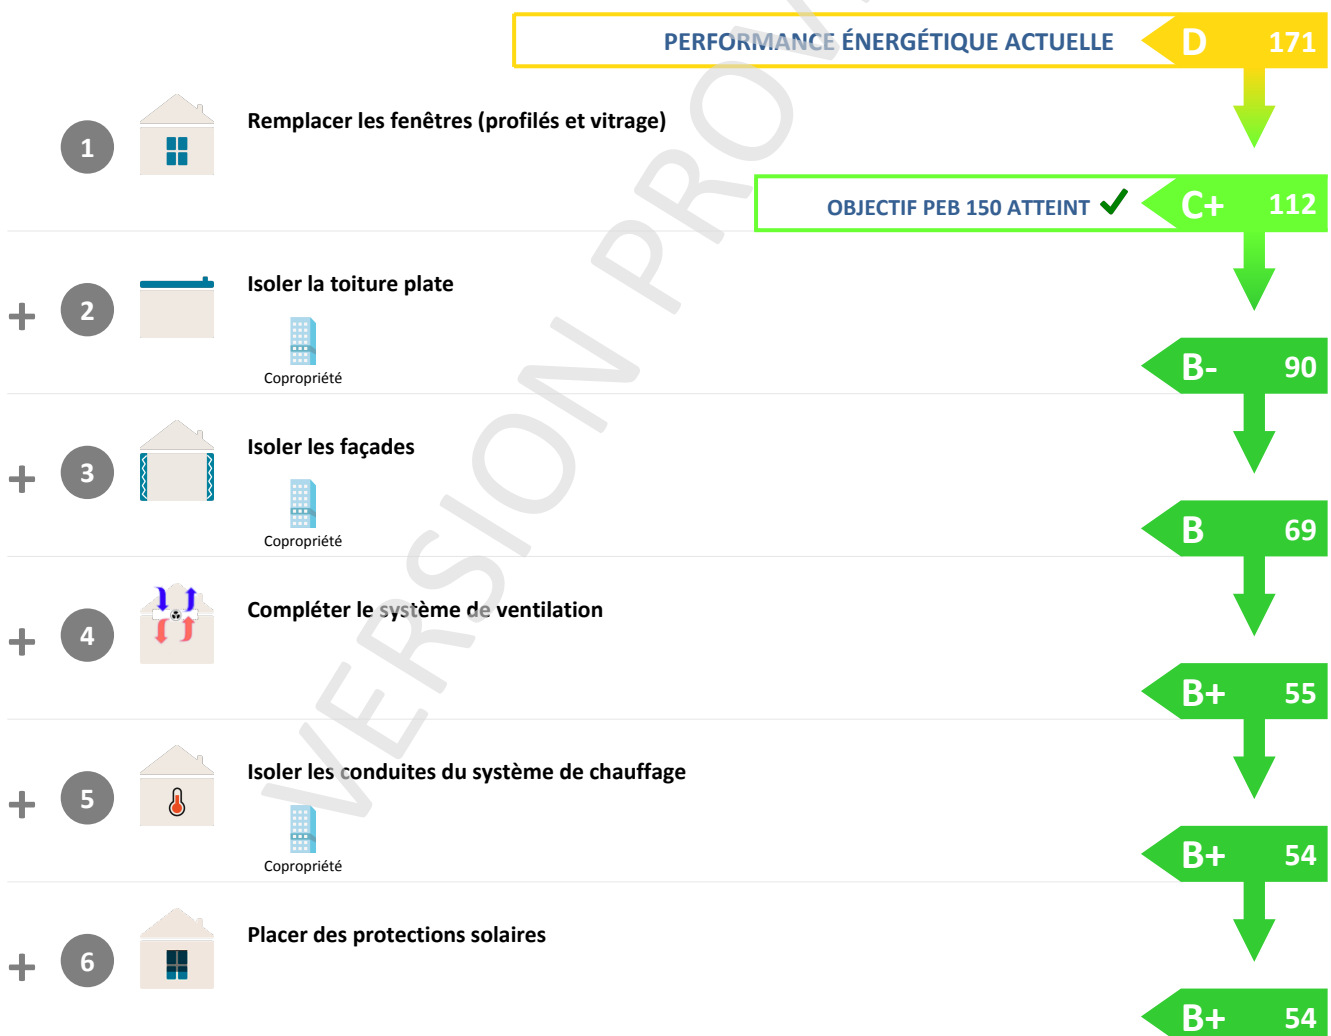 PERFORMANCE ÉNERGÉTIQUE ACTUELLE D 171
1 Remplacer les fenêtres (profilés et vitrage)
OBJECTIF PEB 150 ATTEINT ✓ C+ 112
+ 2 Isoler la toiture plate
Copropriété
B- 90
+ 3 Isoler les façades
Copropriété
B 69
+ 4 Compléter le système de ventilation
B+ 55
+ 5 Isoler les conduites du système de chauffage
Copropriété
B+ 54
+ 6 Placer des protections solaires
B+ 54
VERSION PROV